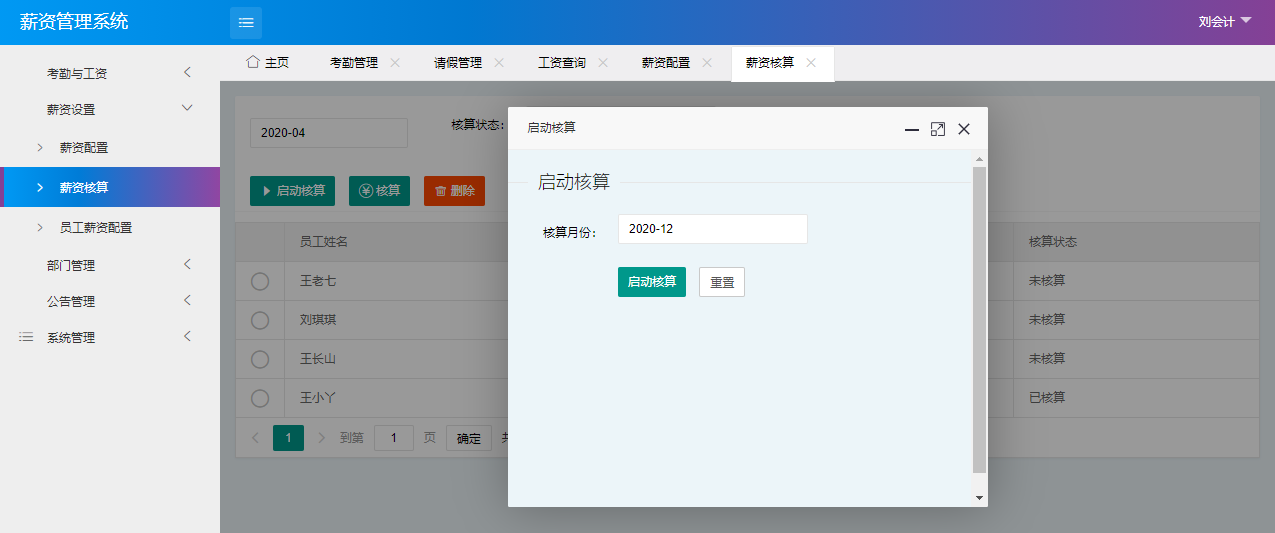 薪资管理系统
刘会计
考勤与工资
薪资设置
薪资配置
薪资核算
员工薪资配置
部门管理
公告管理
系统管理
主页 考勤管理 请假管理 工资查询 薪资配置 薪资核算
2020-04 核算状态：
启动核算 核算 删除
员工姓名 核算状态
王老七 未核算
刘琪琪 未核算
王长山 未核算
王小丫 已核算
1 到第 1 页 确定
启动核算
启动核算
核算月份： 2020-12
启动核算 重置